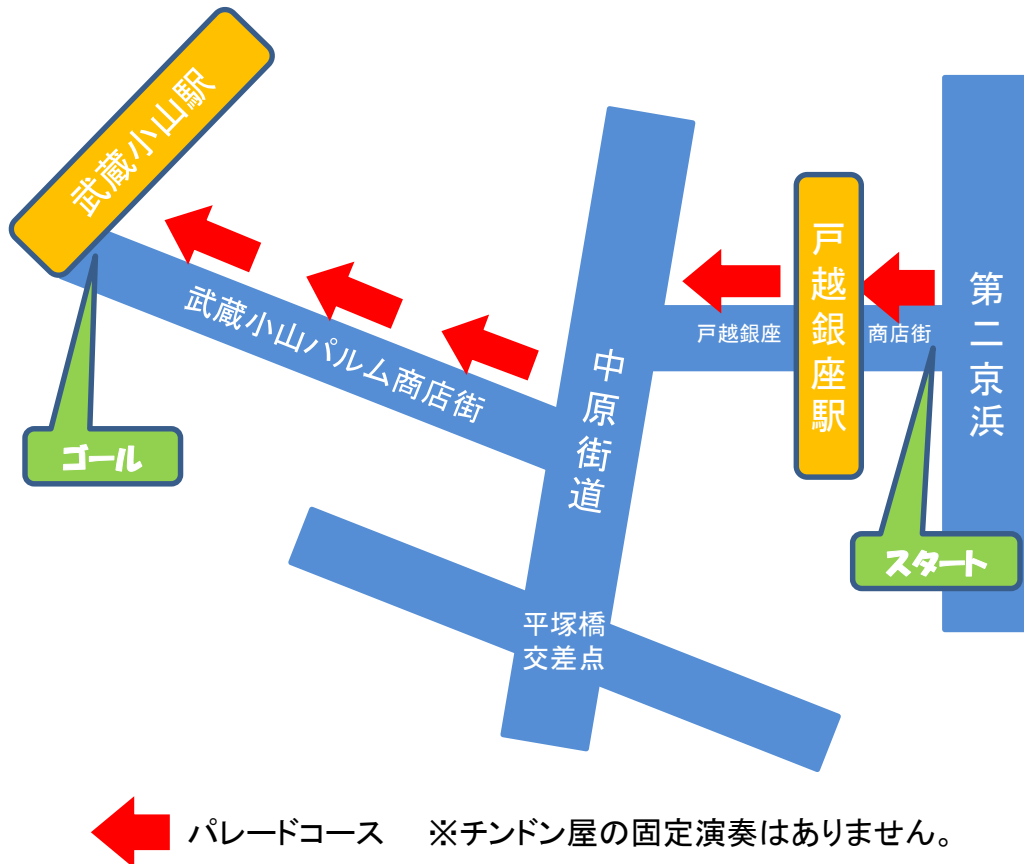 武蔵小山駅
武蔵小山パルム商店街
ゴール
中原街道
戸越銀座
戸越銀座駅
商店街
第二京浜
スタート
平塚橋
交差点
パレードコース ※チンドン屋の固定演奏はありません。